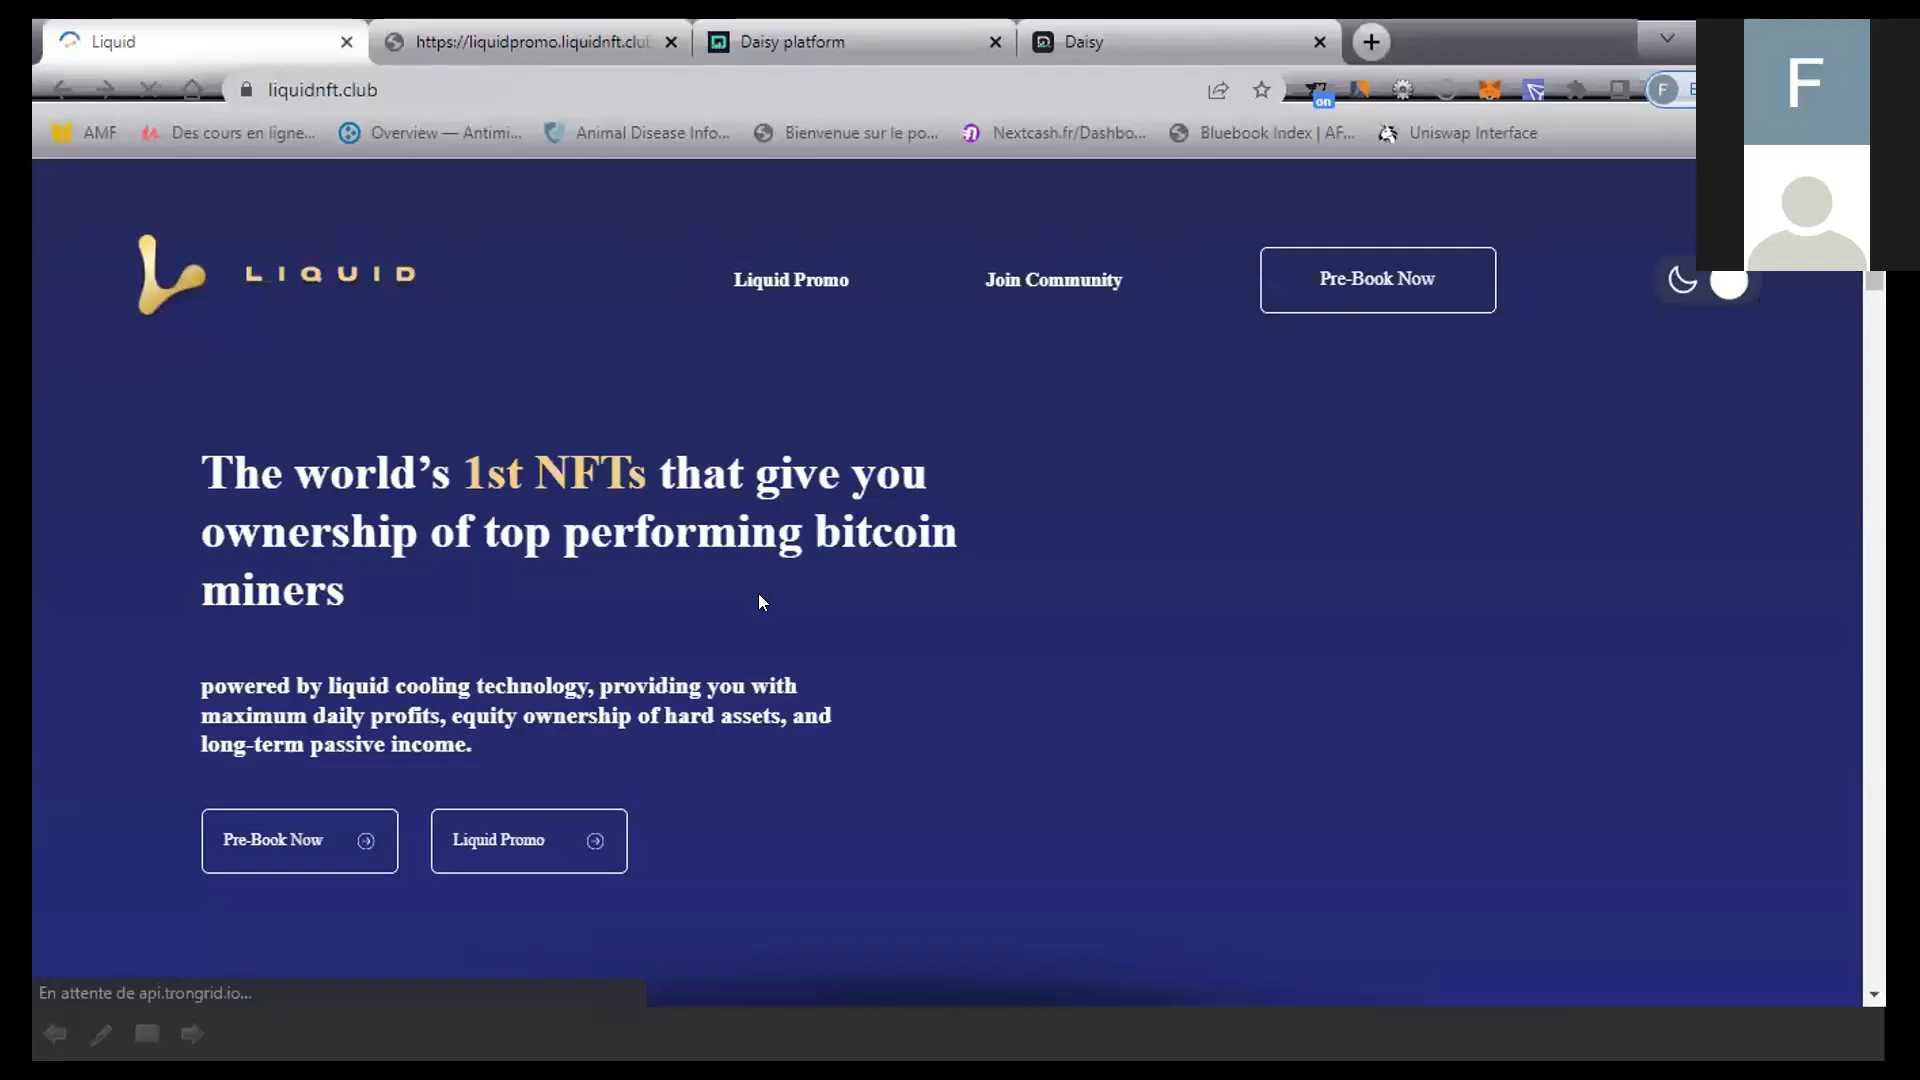 Liquid
https://liquidpromo.liquidnft.clu
Daisy platform
Daisy
liquidnft.club
on
F
AMF
Des cours en ligne...
Overview — Antimi...
Animal Disease Info...
Bienvenue sur le po...
Nextcash.fr/Dashbo...
Bluebook Index | AF...
Uniswap Interface
F
LIQUID
Liquid Promo
Join Community
Pre-Book Now
The world’s 1st NFTs that give you
ownership of top performing bitcoin
miners
powered by liquid cooling technology, providing you with
maximum daily profits, equity ownership of hard assets, and
long-term passive income.
Pre-Book Now
Liquid Promo
En attente de api.trongrid.io...